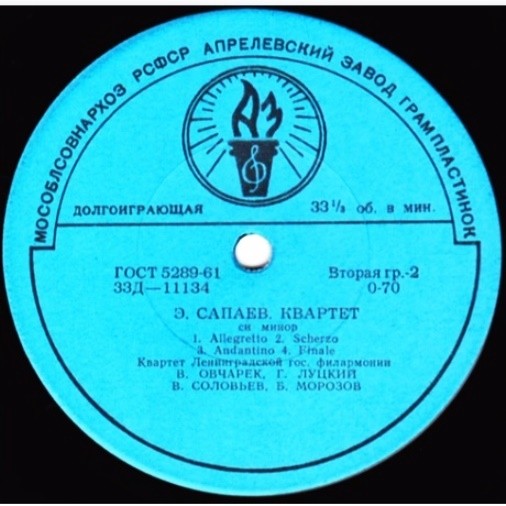 МОСОБЛСОВНАРХОЗ РСФСР АПРЕЛЕВСКИЙ ЗАВОД ГРАМПЛАСТИНОК
АЗ
ДОЛГОИГРАЮЩАЯ 33 1/3 об. в мин.
ГОСТ 5289-61 Вторая гр.-2
33Д—11134 0-70
Э. САПАЕВ. КВАРТЕТ
си минор
1. Allegretto 2. Scherzo
3. Andantino 4. Finale
Квартет Ленинградской гос. филармонии
В. ОВЧАРЕК, Г. ЛУЦКИЙ
В. СОЛОВЬЕВ, Б. МОРОЗОВ